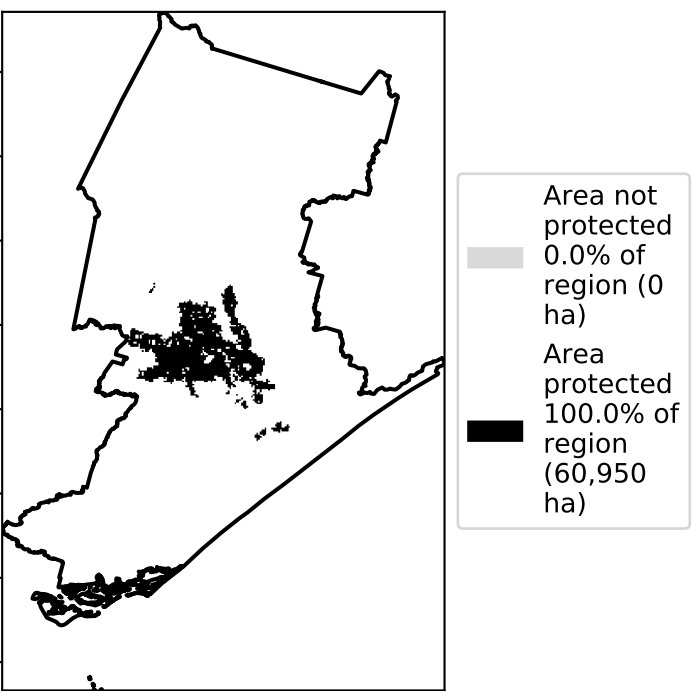 Area not
protected
0.0% of
region (0
ha)
Area
protected
100.0% of
region
(60,950
ha)